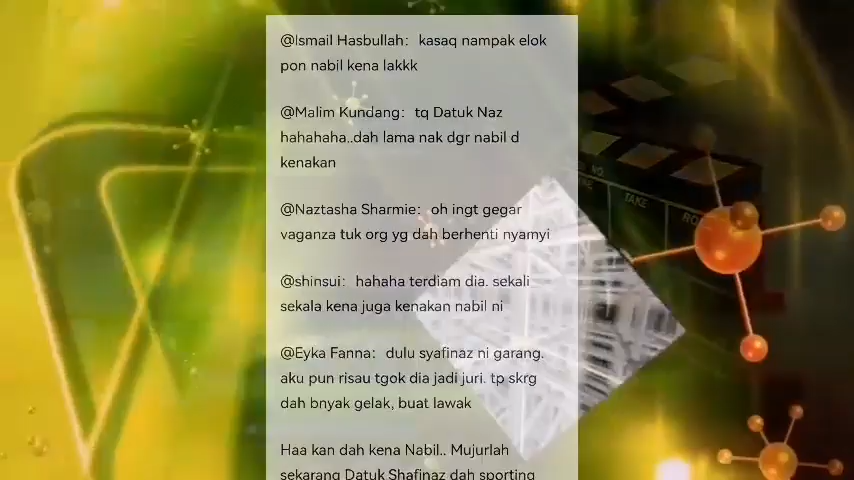 @Ismail Hasbullah: kasaq nampak elok
pon nabil kena lakkk
@Malim Kundang: tq Datuk Naz
hahahaha..dah lama nak dgr nabil d
kenakan
@Naztasha Sharmie: oh ingt gegar
vaganza tuk org yg dah berhenti nyamyi
@shinsui: hahaha terdiam dia. sekali
sekala kena juga kenakan nabil ni
@Eyka Fanna: dulu syafinaz ni garang.
aku pun risau tgok dia jadi juri. tp skrg
dah bnyak gelak, buat lawak
Haa kan dah kena Nabil.. Mujurlah
sekarang Datuk Shafinaz dah sporting
TAKE